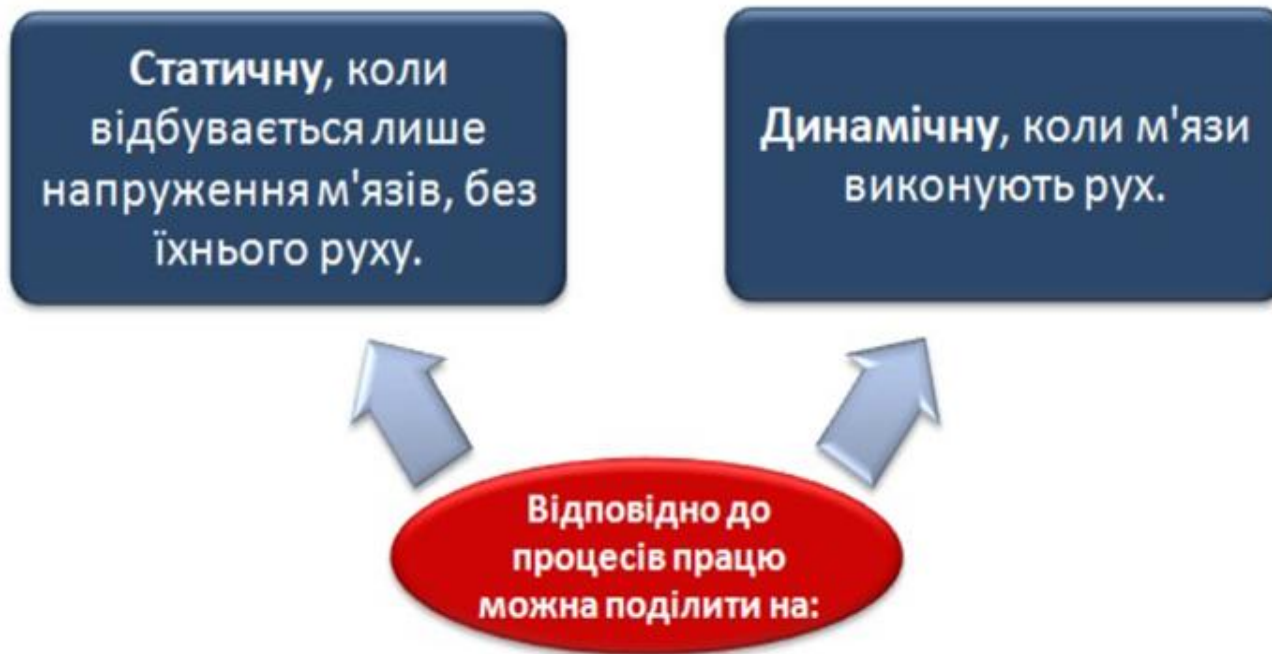 Статичну, коли
відбувається лише
напруження м'язів, без
їхнього руху.
Динамічну, коли м'язи
виконують рух.
Відповідно до
процесів працю
можна поділити на: